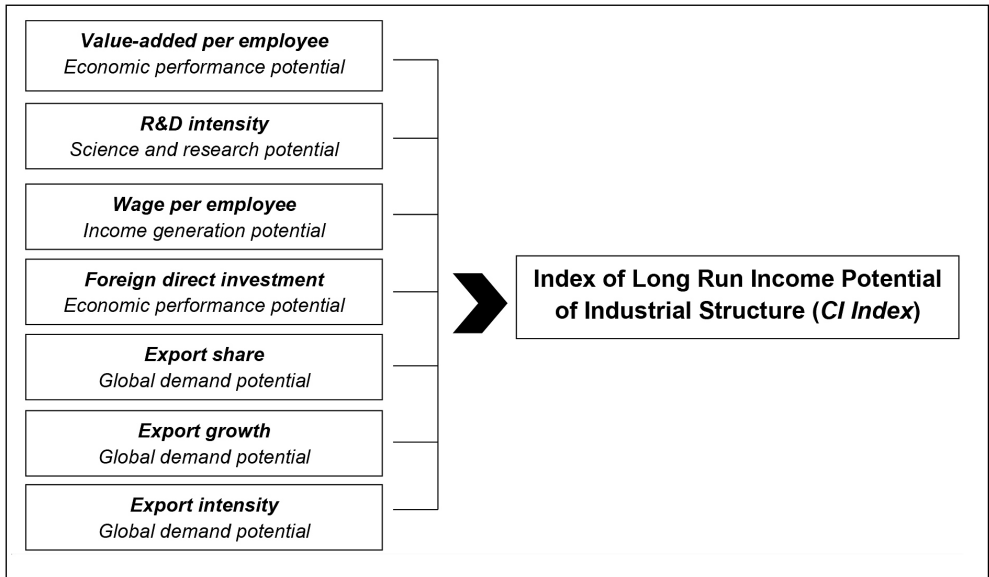 Value-added per employee
Economic performance potential
R&D intensity
Science and research potential
Wage per employee
Income generation potential
Foreign direct investment
Economic performance potential
Export share
Global demand potential
Export growth
Global demand potential
Export intensity
Global demand potential
Index of Long Run Income Potential
of Industrial Structure (CI Index)